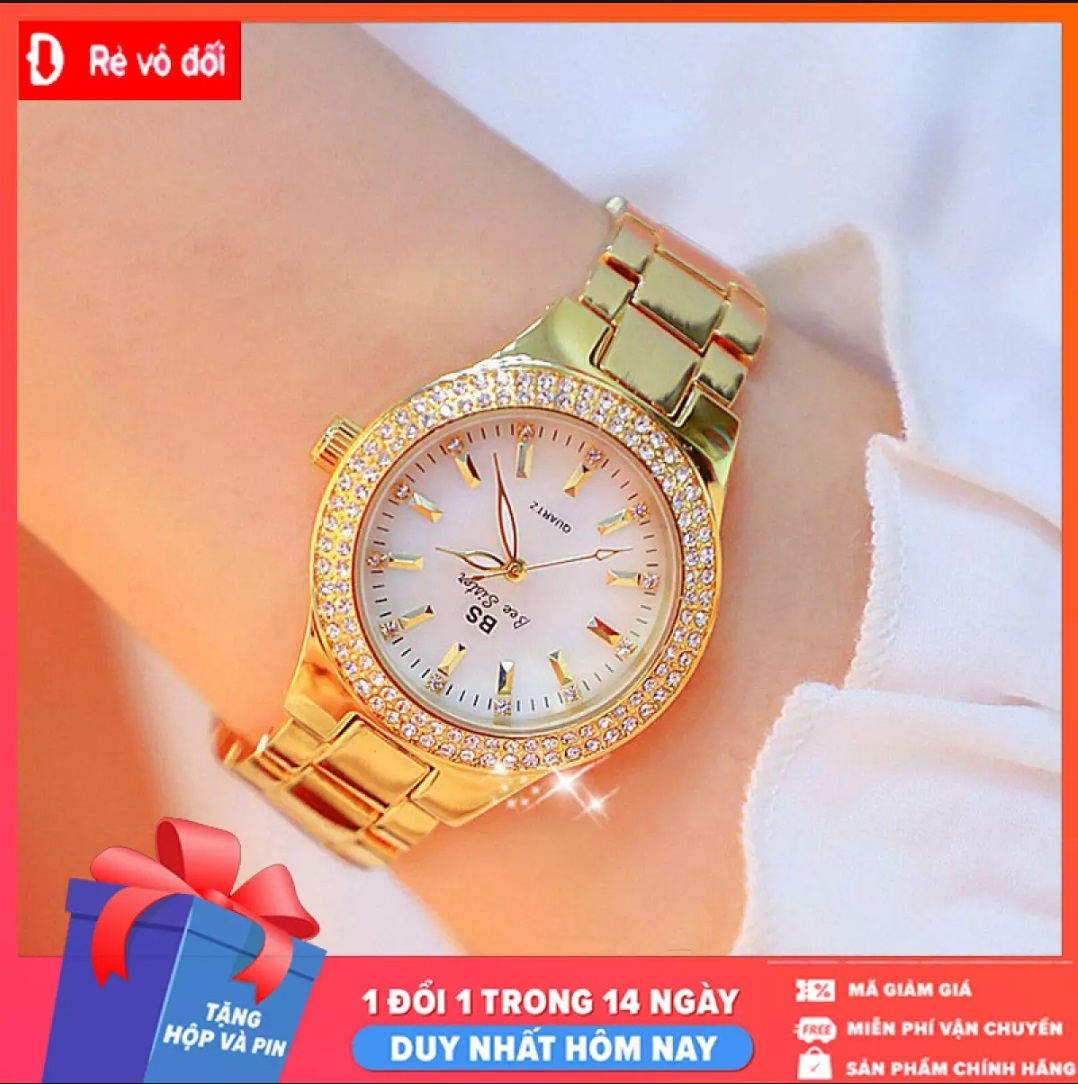 Rẻ vô đối
QUARTZ
BS
Bee Sister
TẶNG
HỘP VÀ PIN
1 ĐỔI 1 TRONG 14 NGÀY
DUY NHẤT HÔM NAY
% MÃ GIẢM GIÁ
FREE MIỄN PHÍ VẬN CHUYỂN
SẢN PHẨM CHÍNH HÃNG